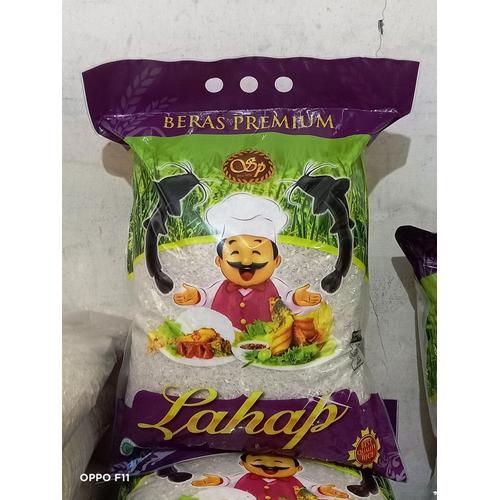 BERAS PREMIUM
Sp
Lahap
OPPO F11